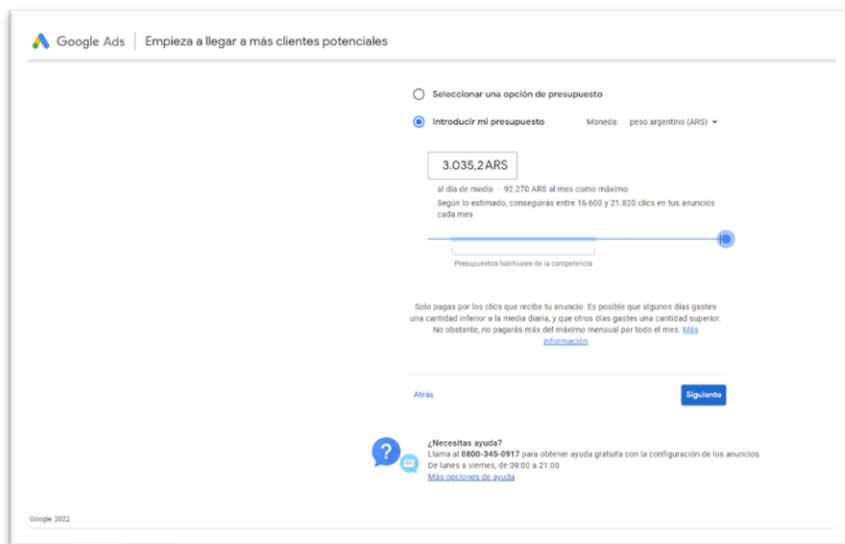 Google Ads | Empieza a llegar a más clientes potenciales
Seleccionar una opción de presupuesto
Introducir mi presupuesto Moneda: peso argentino (ARS)
3.035,2 ARS
al día de media · 92.270 ARS al mes como máximo
Según lo estimado, conseguirás entre 16.600 y 21.820 clics en tus anuncios
cada mes
Presupuestos habituales de la competencia
Solo pagas por los clics que recibe tu anuncio. Es posible que algunos días gastes
una cantidad inferior a la media diaria, y que otros días gastes una cantidad superior.
No obstante, no pagarás más del máximo mensual por todo el mes. Más
información
Atrás Siguiente
¿Necesitas ayuda?
Llama al 0800-345-0917 para obtener ayuda gratuita con la configuración de los anuncios
De lunes a viernes, de 09:00 a 21:00
Más opciones de ayuda
Google, 2022.